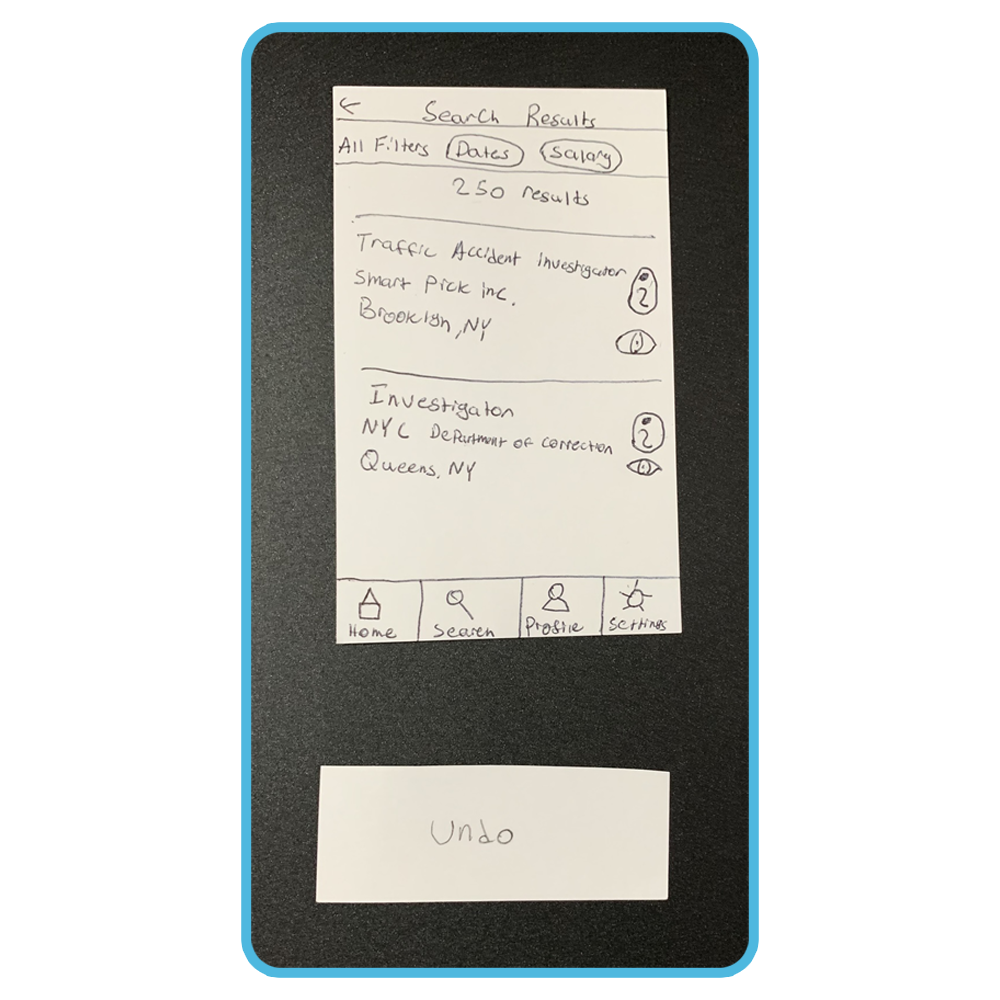 Search Results
All Filters Dates Salary
250 results
Traffic Accident investigator
Smart Pick inc.
Brooklyn, NY
Investigator
NYC Department of correction
Queens, NY
Home Search Profile Settings
Undo